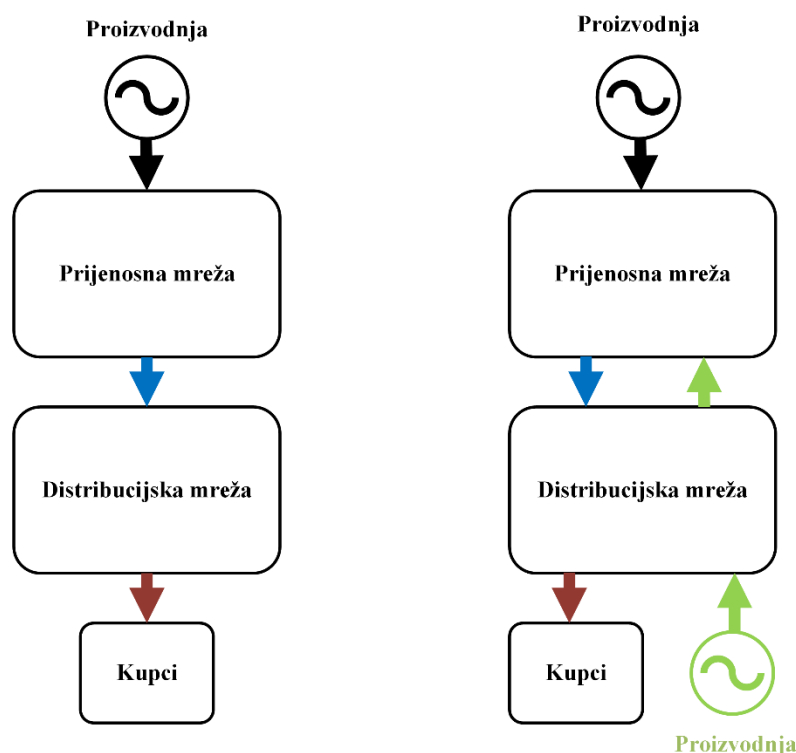 Proizvodnja
Prijenosna mreža
Distribucijska mreža
Kupci
Proizvodnja
Prijenosna mreža
Distribucijska mreža
Kupci
Proizvodnja